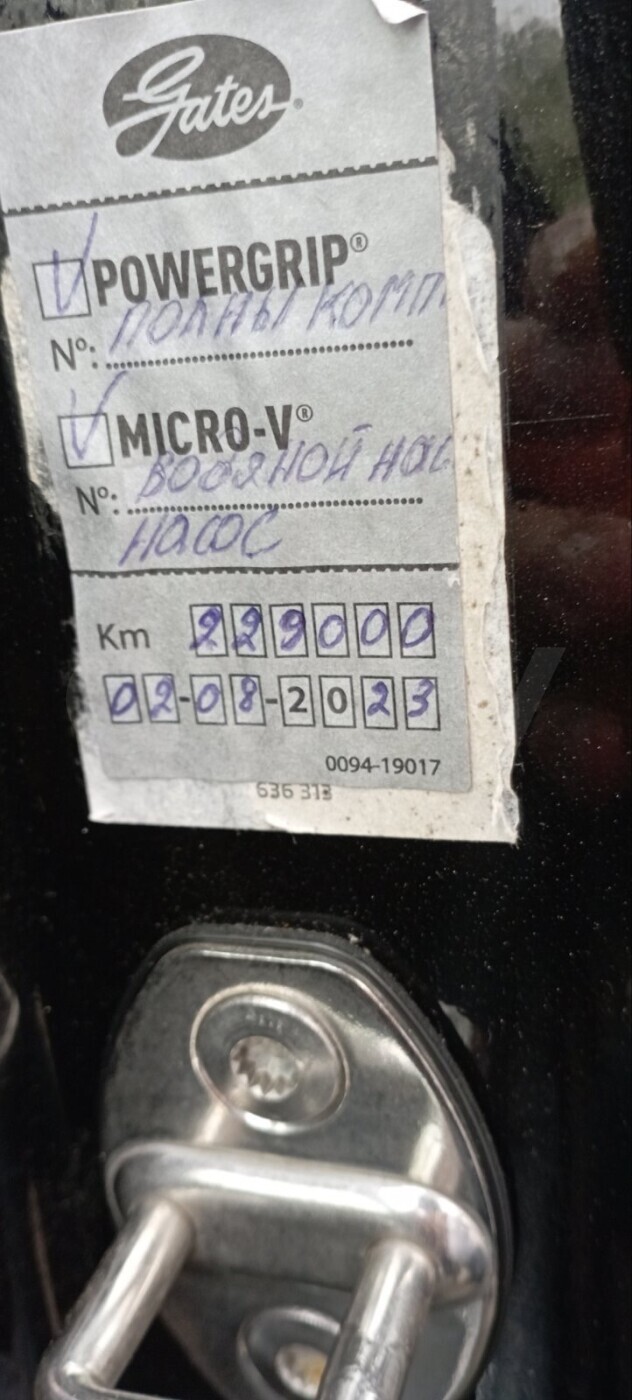 Gates®
V POWERGRIP®
Nº: ПОЛНЫ КОМП
V MICRO-V®
Nº: ВОДЯНОЙ НАС
НАСОС
Km 229000
02-08-2023
0094-19017
636 313